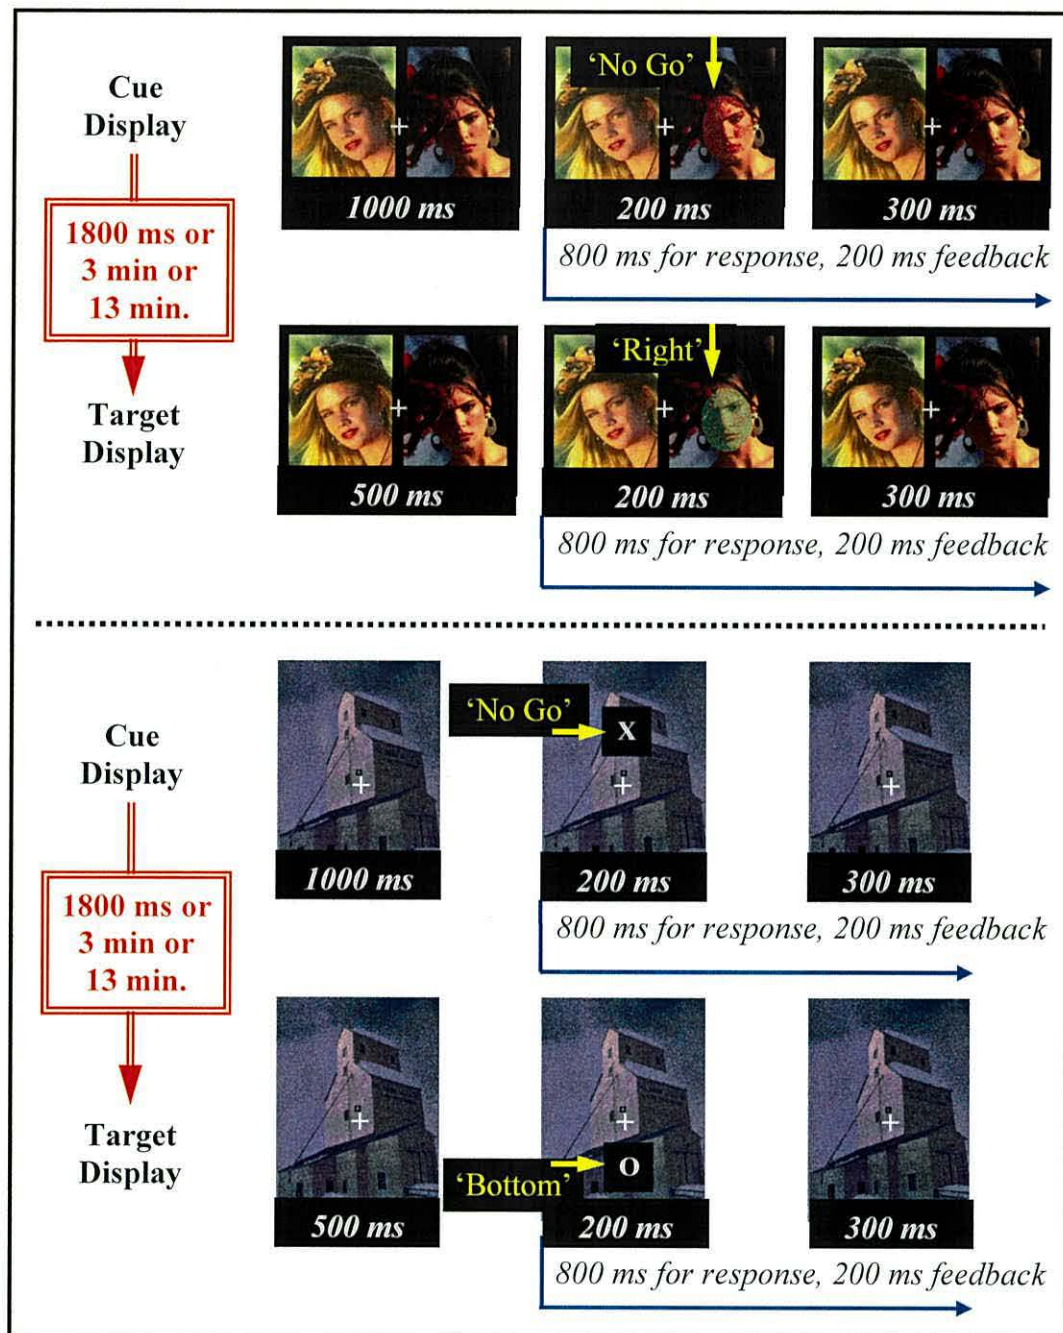 Cue
Display
1800 ms or
3 min or
13 min.
Target
Display
+
1000 ms
‘No Go’
+
200 ms
+
300 ms
800 ms for response, 200 ms feedback
+
500 ms
‘Right’
+
200 ms
+
300 ms
800 ms for response, 200 ms feedback
Cue
Display
1800 ms or
3 min or
13 min.
Target
Display
+
1000 ms
‘No Go’
X
200 ms
+
300 ms
800 ms for response, 200 ms feedback
+
500 ms
‘Bottom’
+
O
200 ms
+
300 ms
800 ms for response, 200 ms feedback